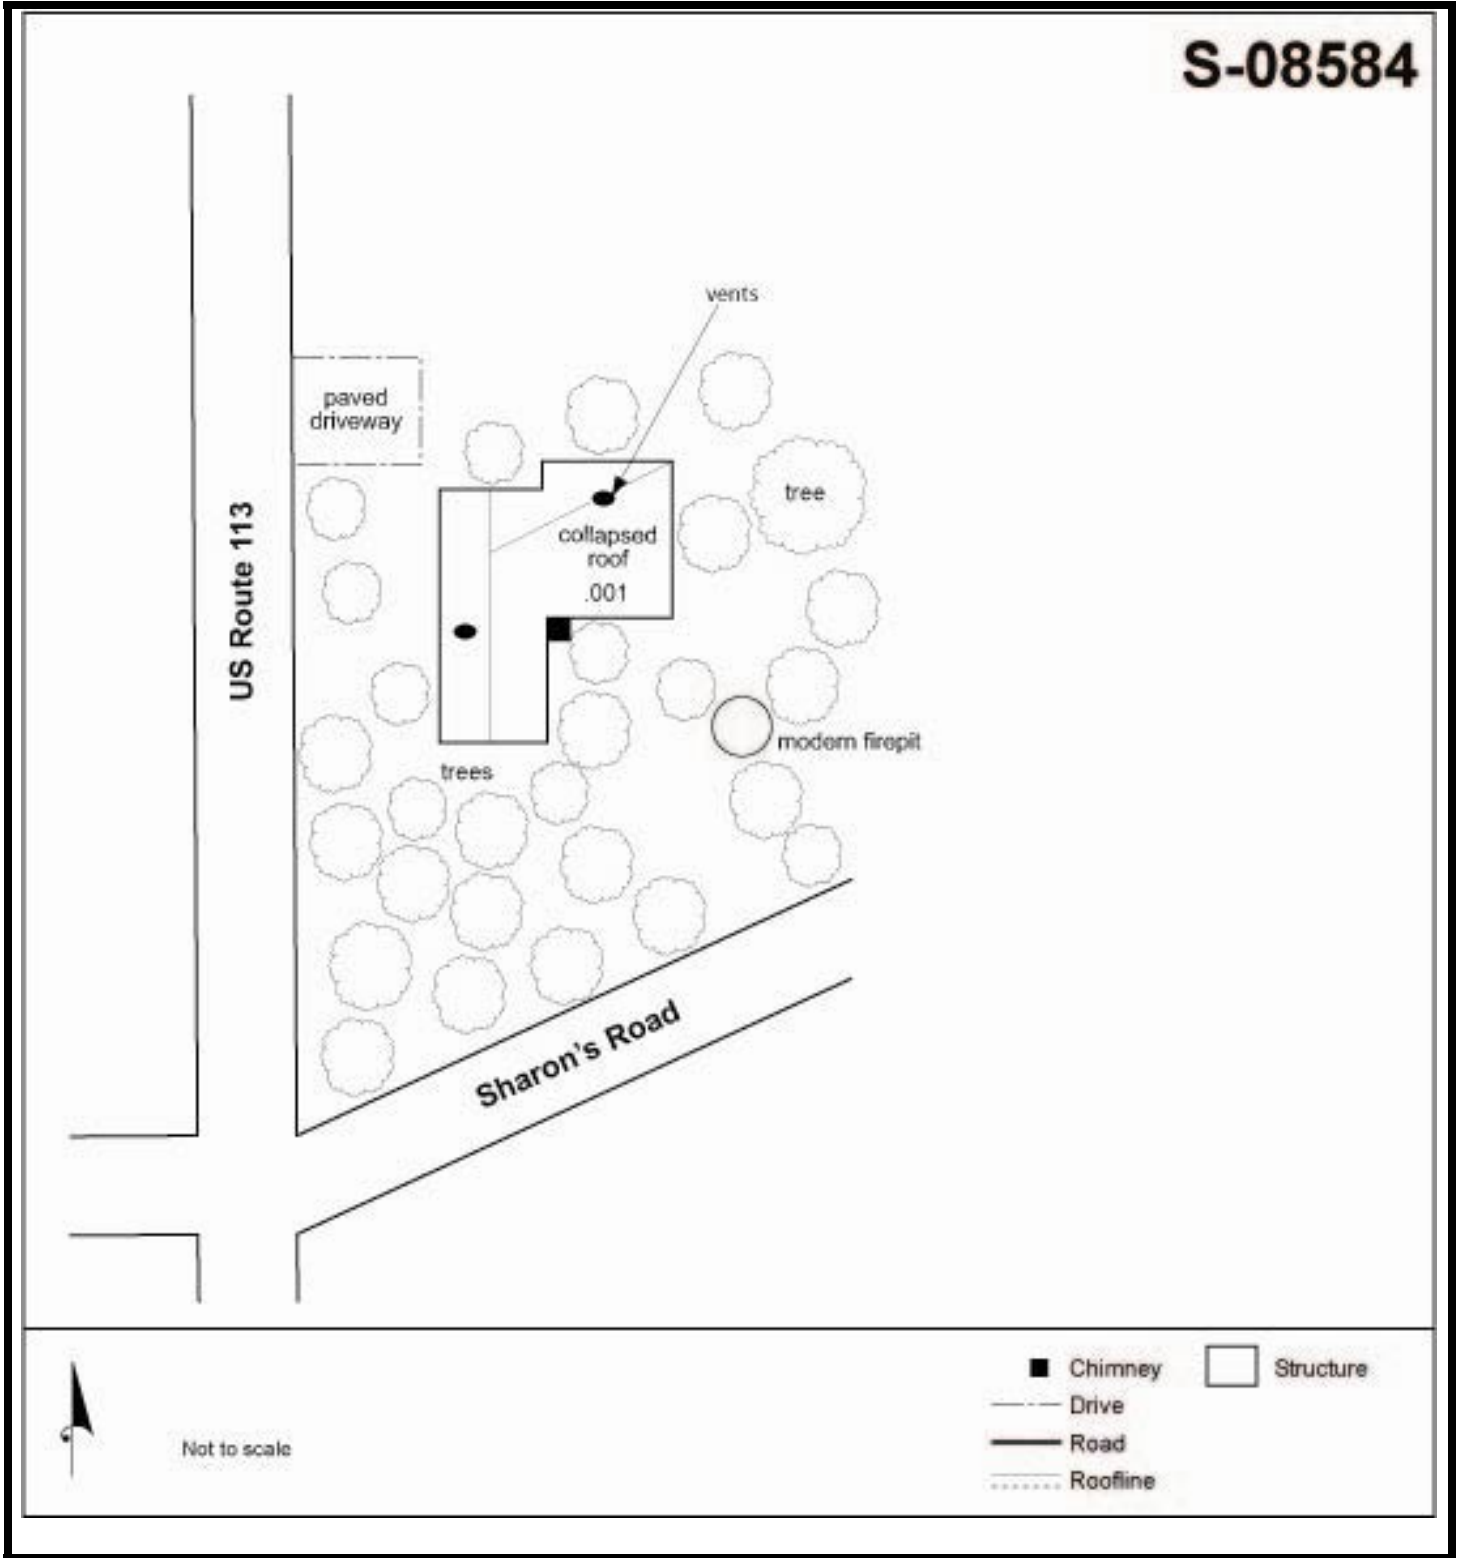 S-08584
vents
paved
driveway
tree
collapsed
roof
.001
US Route 113
modern firepit
trees
Sharon's Road
Chimney
Structure
Drive
Road
Roofline
Not to scale